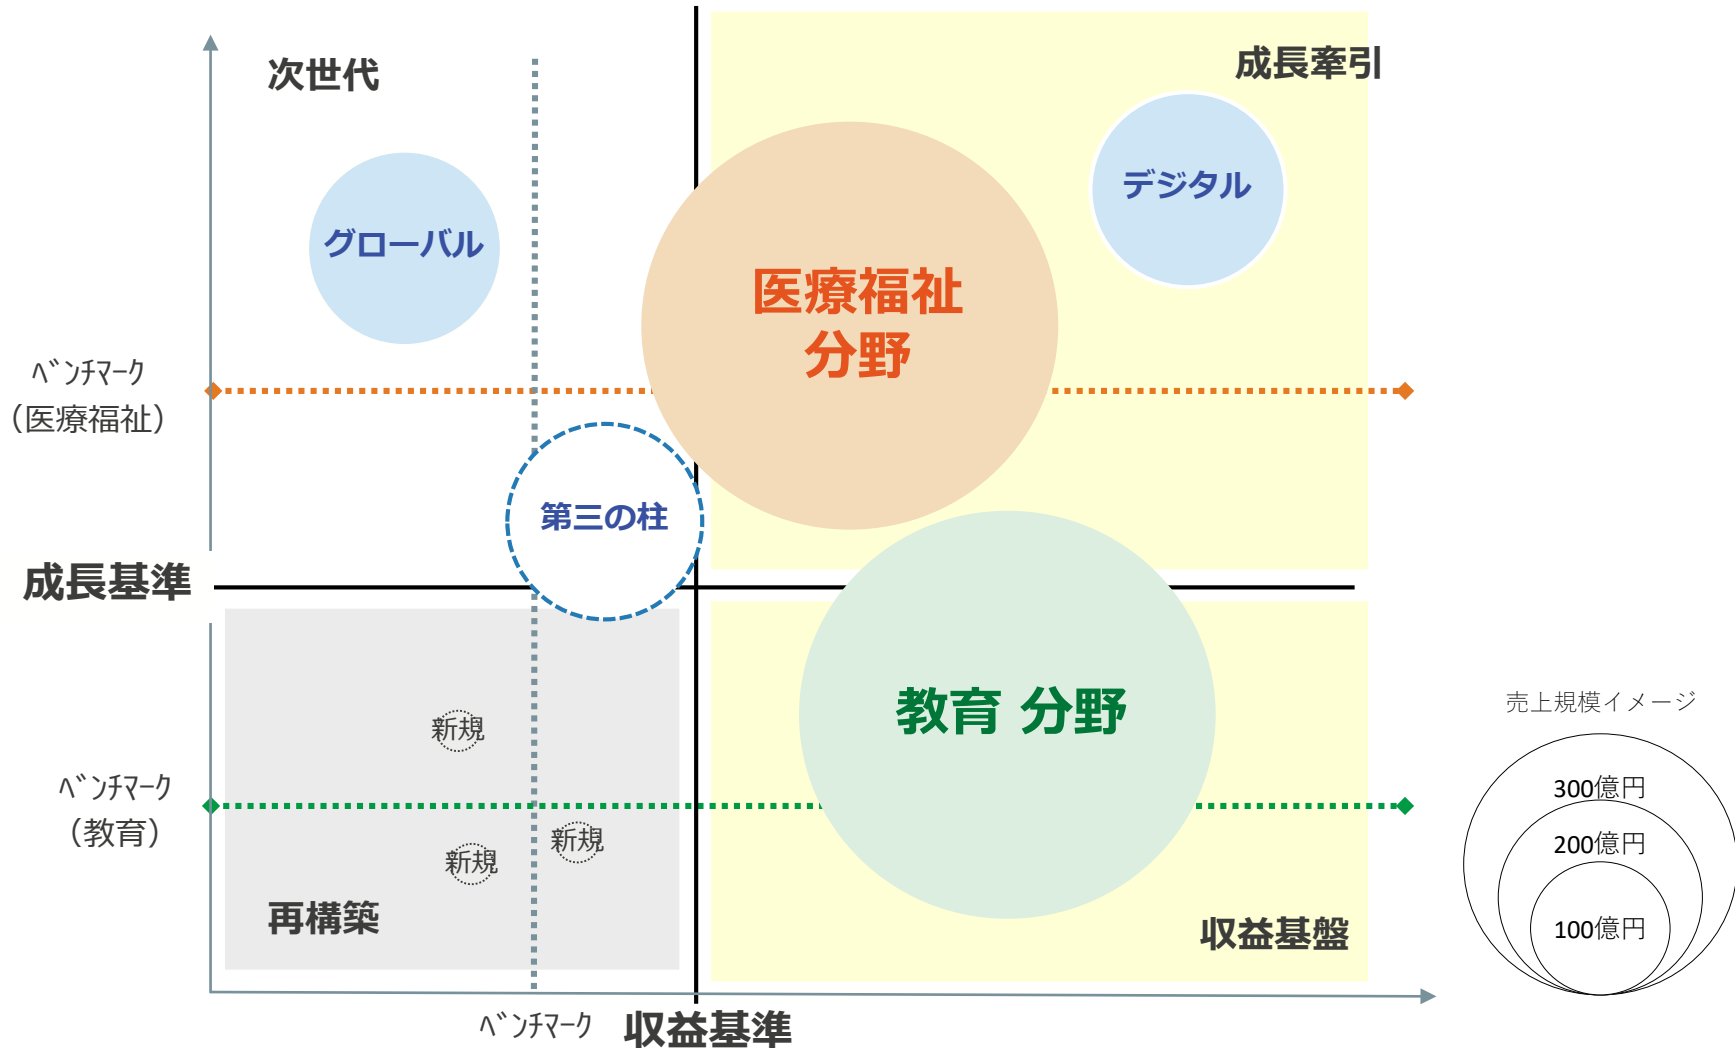 次世代
成長牽引
デジタル
グローバル
医療福祉
分野
ﾍﾞﾝﾁﾏｰｸ
（医療福祉）
第三の柱
成長基準
教育 分野
新規
ﾍﾞﾝﾁﾏｰｸ
（教育）
新規
新規
再構築
収益基盤
ﾍﾞﾝﾁﾏｰｸ
収益基準
売上規模イメージ
300億円
200億円
100億円